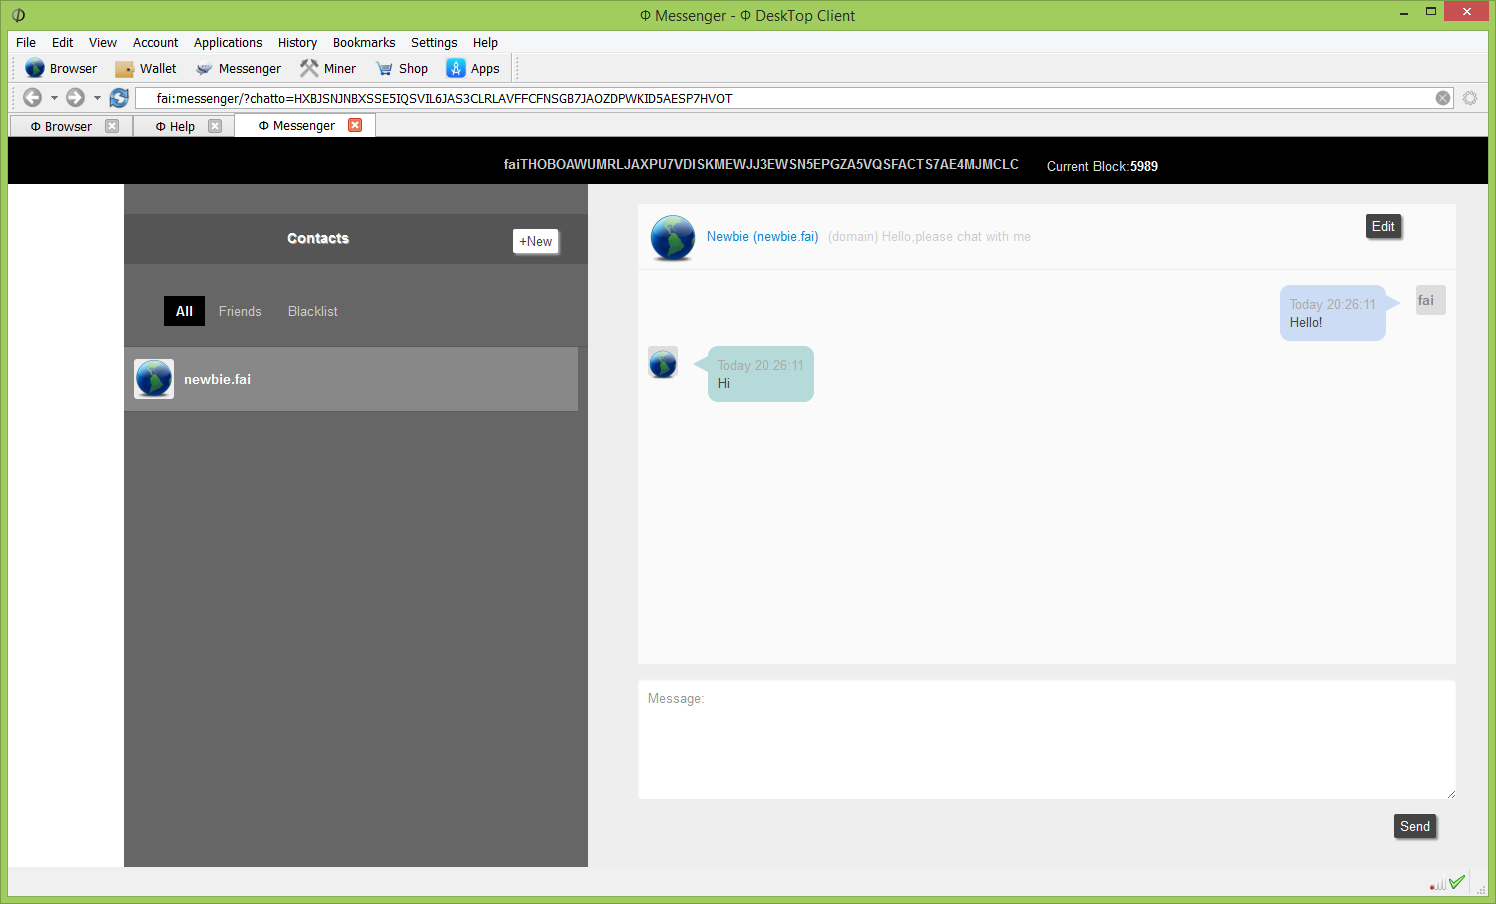 Φ Messenger - Φ DeskTop Client
File Edit View Account Applications History Bookmarks Settings Help
Browser Wallet Messenger Miner Shop Apps
fai:messenger/?chatto=HXBJSNJNBXSSE5IQSVIL6JAS3CLRLAVFFCFNSGB7JAOZDPWKID5AESP7HVOT
Φ Browser Φ Help Φ Messenger
faiTHOBOAWUMRLJAXPU7VDISKMEWJJ3EWSN5EPGZA5VQSFACTS7AE4MJMCLC Current Block:5989
Contacts
+New
All Friends Blacklist
newbie.fai
Newbie (newbie.fai) (domain) Hello,please chat with me
Edit
Today 20:26:11
Hello!
fai
Today 20:26:11
Hi
Message:
Send